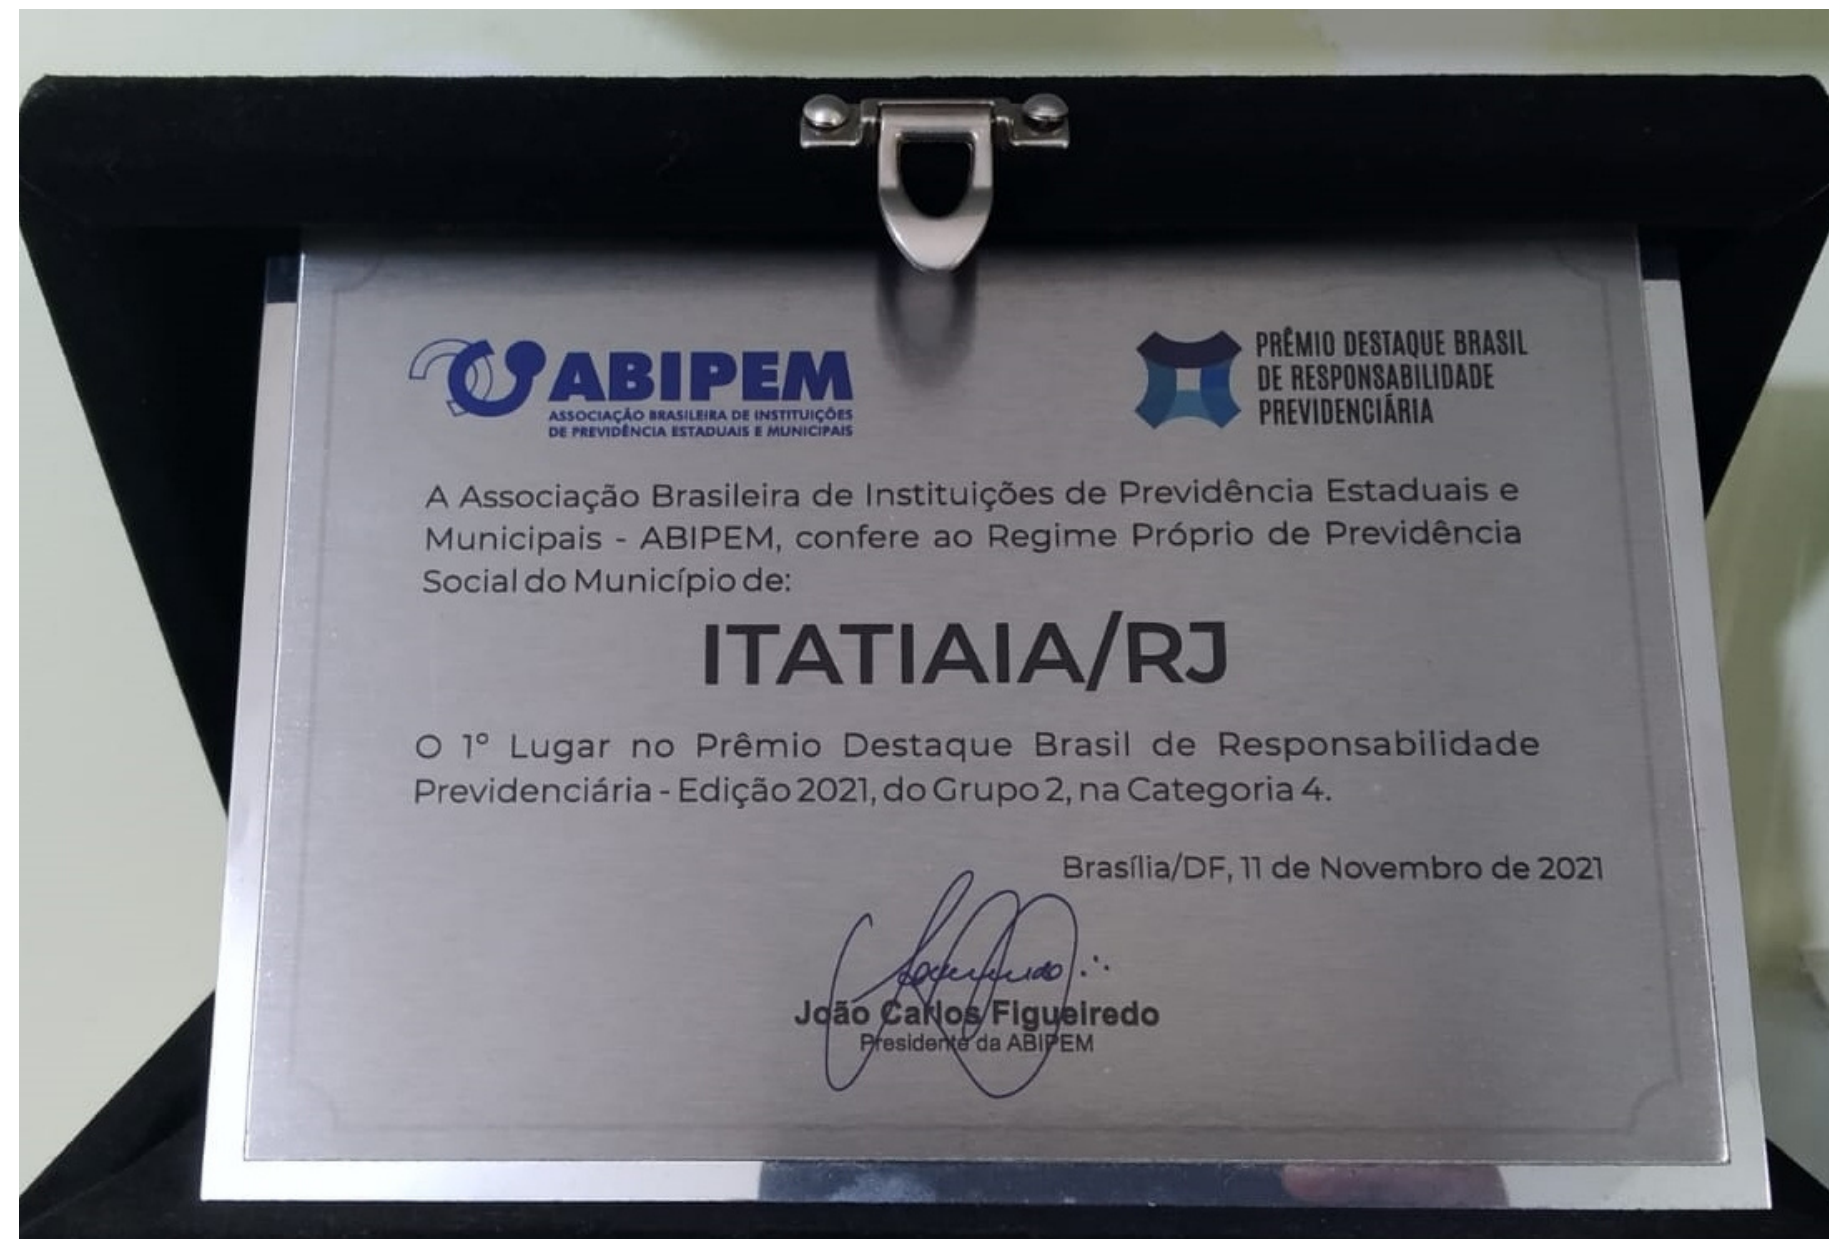 ABIPEM
ASSOCIAÇÃO BRASILEIRA DE INSTITUIÇÕES
DE PREVIDÊNCIA ESTADUAIS E MUNICIPAIS
PRÊMIO DESTAQUE BRASIL
DE RESPONSABILIDADE
PREVIDENCIÁRIA
A Associação Brasileira de Instituições de Previdência Estaduais e
Municipais - ABIPEM, confere ao Regime Próprio de Previdência
Social do Município de:
ITATIAIA/RJ
O 1º Lugar no Prêmio Destaque Brasil de Responsabilidade
Previdenciária - Edição 2021, do Grupo 2, na Categoria 4.
Brasília/DF, 11 de Novembro de 2021
João Carlos Figueiredo
Presidente da ABIPEM